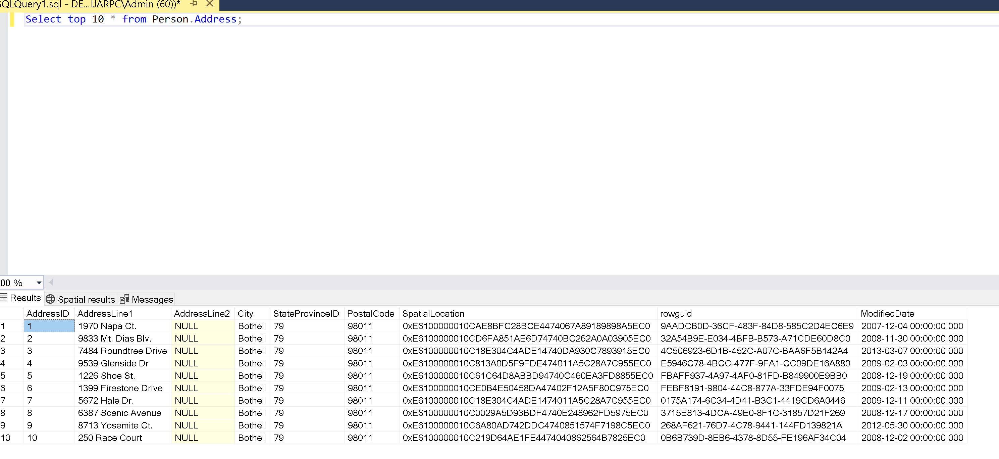 SQLQuery1.sql - DE...IJARPC\Admin (60))*
Select top 10 * from Person.Address;
00 %
Results Spatial results Messages
AddressID AddressLine1 AddressLine2 City StateProvinceID PostalCode SpatialLocation rowguid ModifiedDate
1 1 1970 Napa Ct. NULL Bothell 79 98011 0xE6100000010CAE8BFC28BCE4474067A89189898A5EC0 9AADCB0D-36CF-483F-84D8-585C2D4EC6E9 2007-12-04 00:00:00.000
2 2 9833 Mt. Dias Blv. NULL Bothell 79 98011 0xE6100000010CD6FA851AE6D74740BC262A0A03905EC0 32A54B9E-E034-4BFB-B573-A71CDE60D8C0 2008-11-30 00:00:00.000
3 3 7484 Roundtree Drive NULL Bothell 79 98011 0xE6100000010C18E304C4ADE14740DA930C7893915EC0 4C506923-6D1B-452C-A07C-BAA6F5B142A4 2013-03-07 00:00:00.000
4 4 9539 Glenside Dr NULL Bothell 79 98011 0xE6100000010C813A0D5F9FDE474011A5C28A7C955EC0 E5946C78-4BCC-477F-9FA1-CC09DE16A880 2009-02-03 00:00:00.000
5 5 1226 Shoe St. NULL Bothell 79 98011 0xE6100000010C61C64D8ABBD94740C460EA3FD8855EC0 FBAFF937-4A97-4AF0-81FD-B849900E9BB0 2008-12-19 00:00:00.000
6 6 1399 Firestone Drive NULL Bothell 79 98011 0xE6100000010CE0B4E50458DA47402F12A5F80C975EC0 FEBF8191-9804-44C8-877A-33FDE94F0075 2009-02-13 00:00:00.000
7 7 5672 Hale Dr. NULL Bothell 79 98011 0xE6100000010C18E304C4ADE1474011A5C28A7C955EC0 0175A174-6C34-4D41-B3C1-4419CD6A0446 2009-12-11 00:00:00.000
8 8 6387 Scenic Avenue NULL Bothell 79 98011 0xE6100000010C0029A5D93BDF4740E248962FD5975EC0 3715E813-4DCA-49E0-8F1C-31857D21F269 2008-12-17 00:00:00.000
9 9 8713 Yosemite Ct. NULL Bothell 79 98011 0xE6100000010C6A80AD742DDC4740851574F7198C5EC0 268AF621-76D7-4C78-9441-144FD139821A 2012-05-30 00:00:00.000
10 10 250 Race Court NULL Bothell 79 98011 0xE6100000010C219D64AE1FE4474040862564B7825EC0 0B6B739D-8EB6-4378-8D55-FE196AF34C04 2008-12-02 00:00:00.000